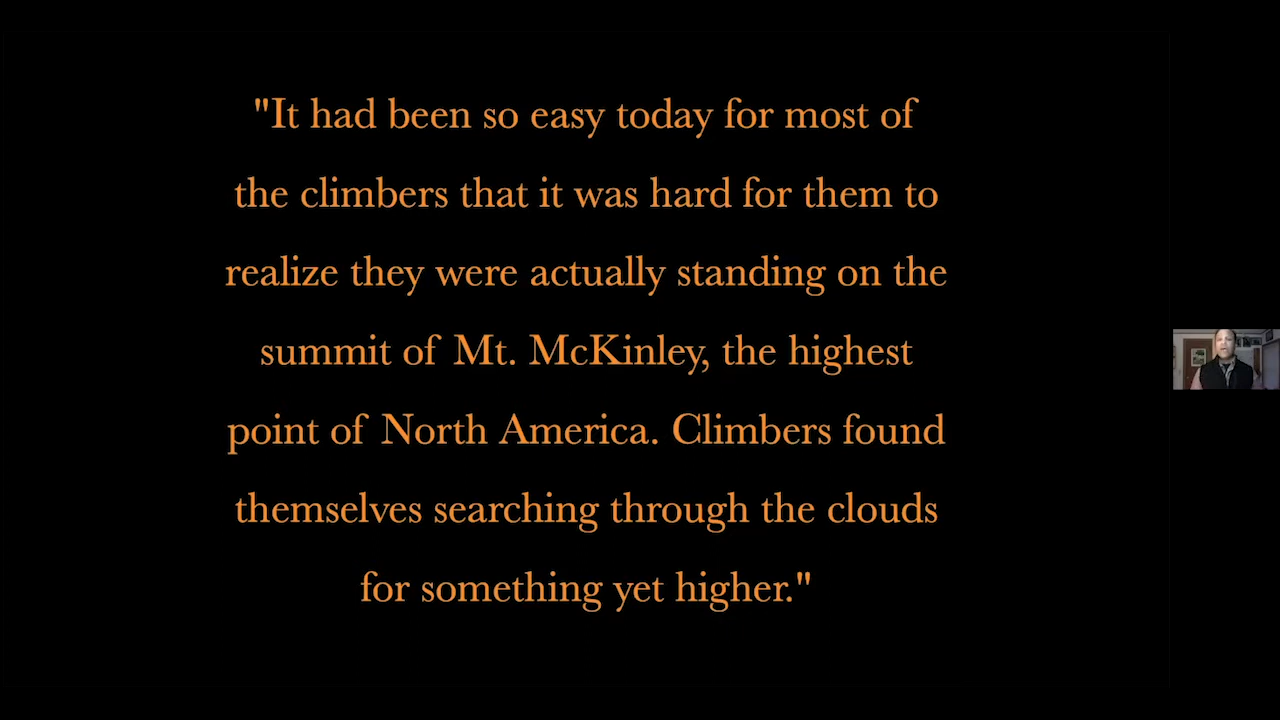 "It had been so easy today for most of
the climbers that it was hard for them to
realize they were actually standing on the
summit of Mt. McKinley, the highest
point of North America. Climbers found
themselves searching through the clouds
for something yet higher."